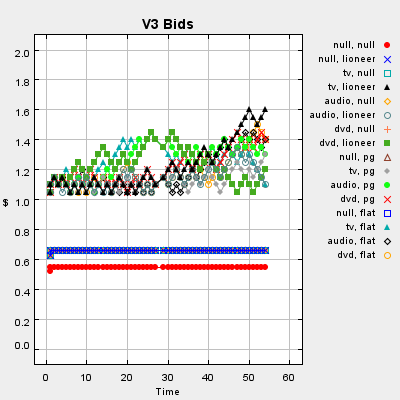 V3 Bids
2.0
1.8
1.6
1.4
1.2
1.0
0.8
0.6
0.4
0.2
0.0
$
0 10 20 30 40 50 60
Time
null, null
null, lioneer
tv, null
tv, lioneer
audio, null
audio, lioneer
dvd, null
dvd, lioneer
null, pg
tv, pg
audio, pg
dvd, pg
null, flat
tv, flat
audio, flat
dvd, flat